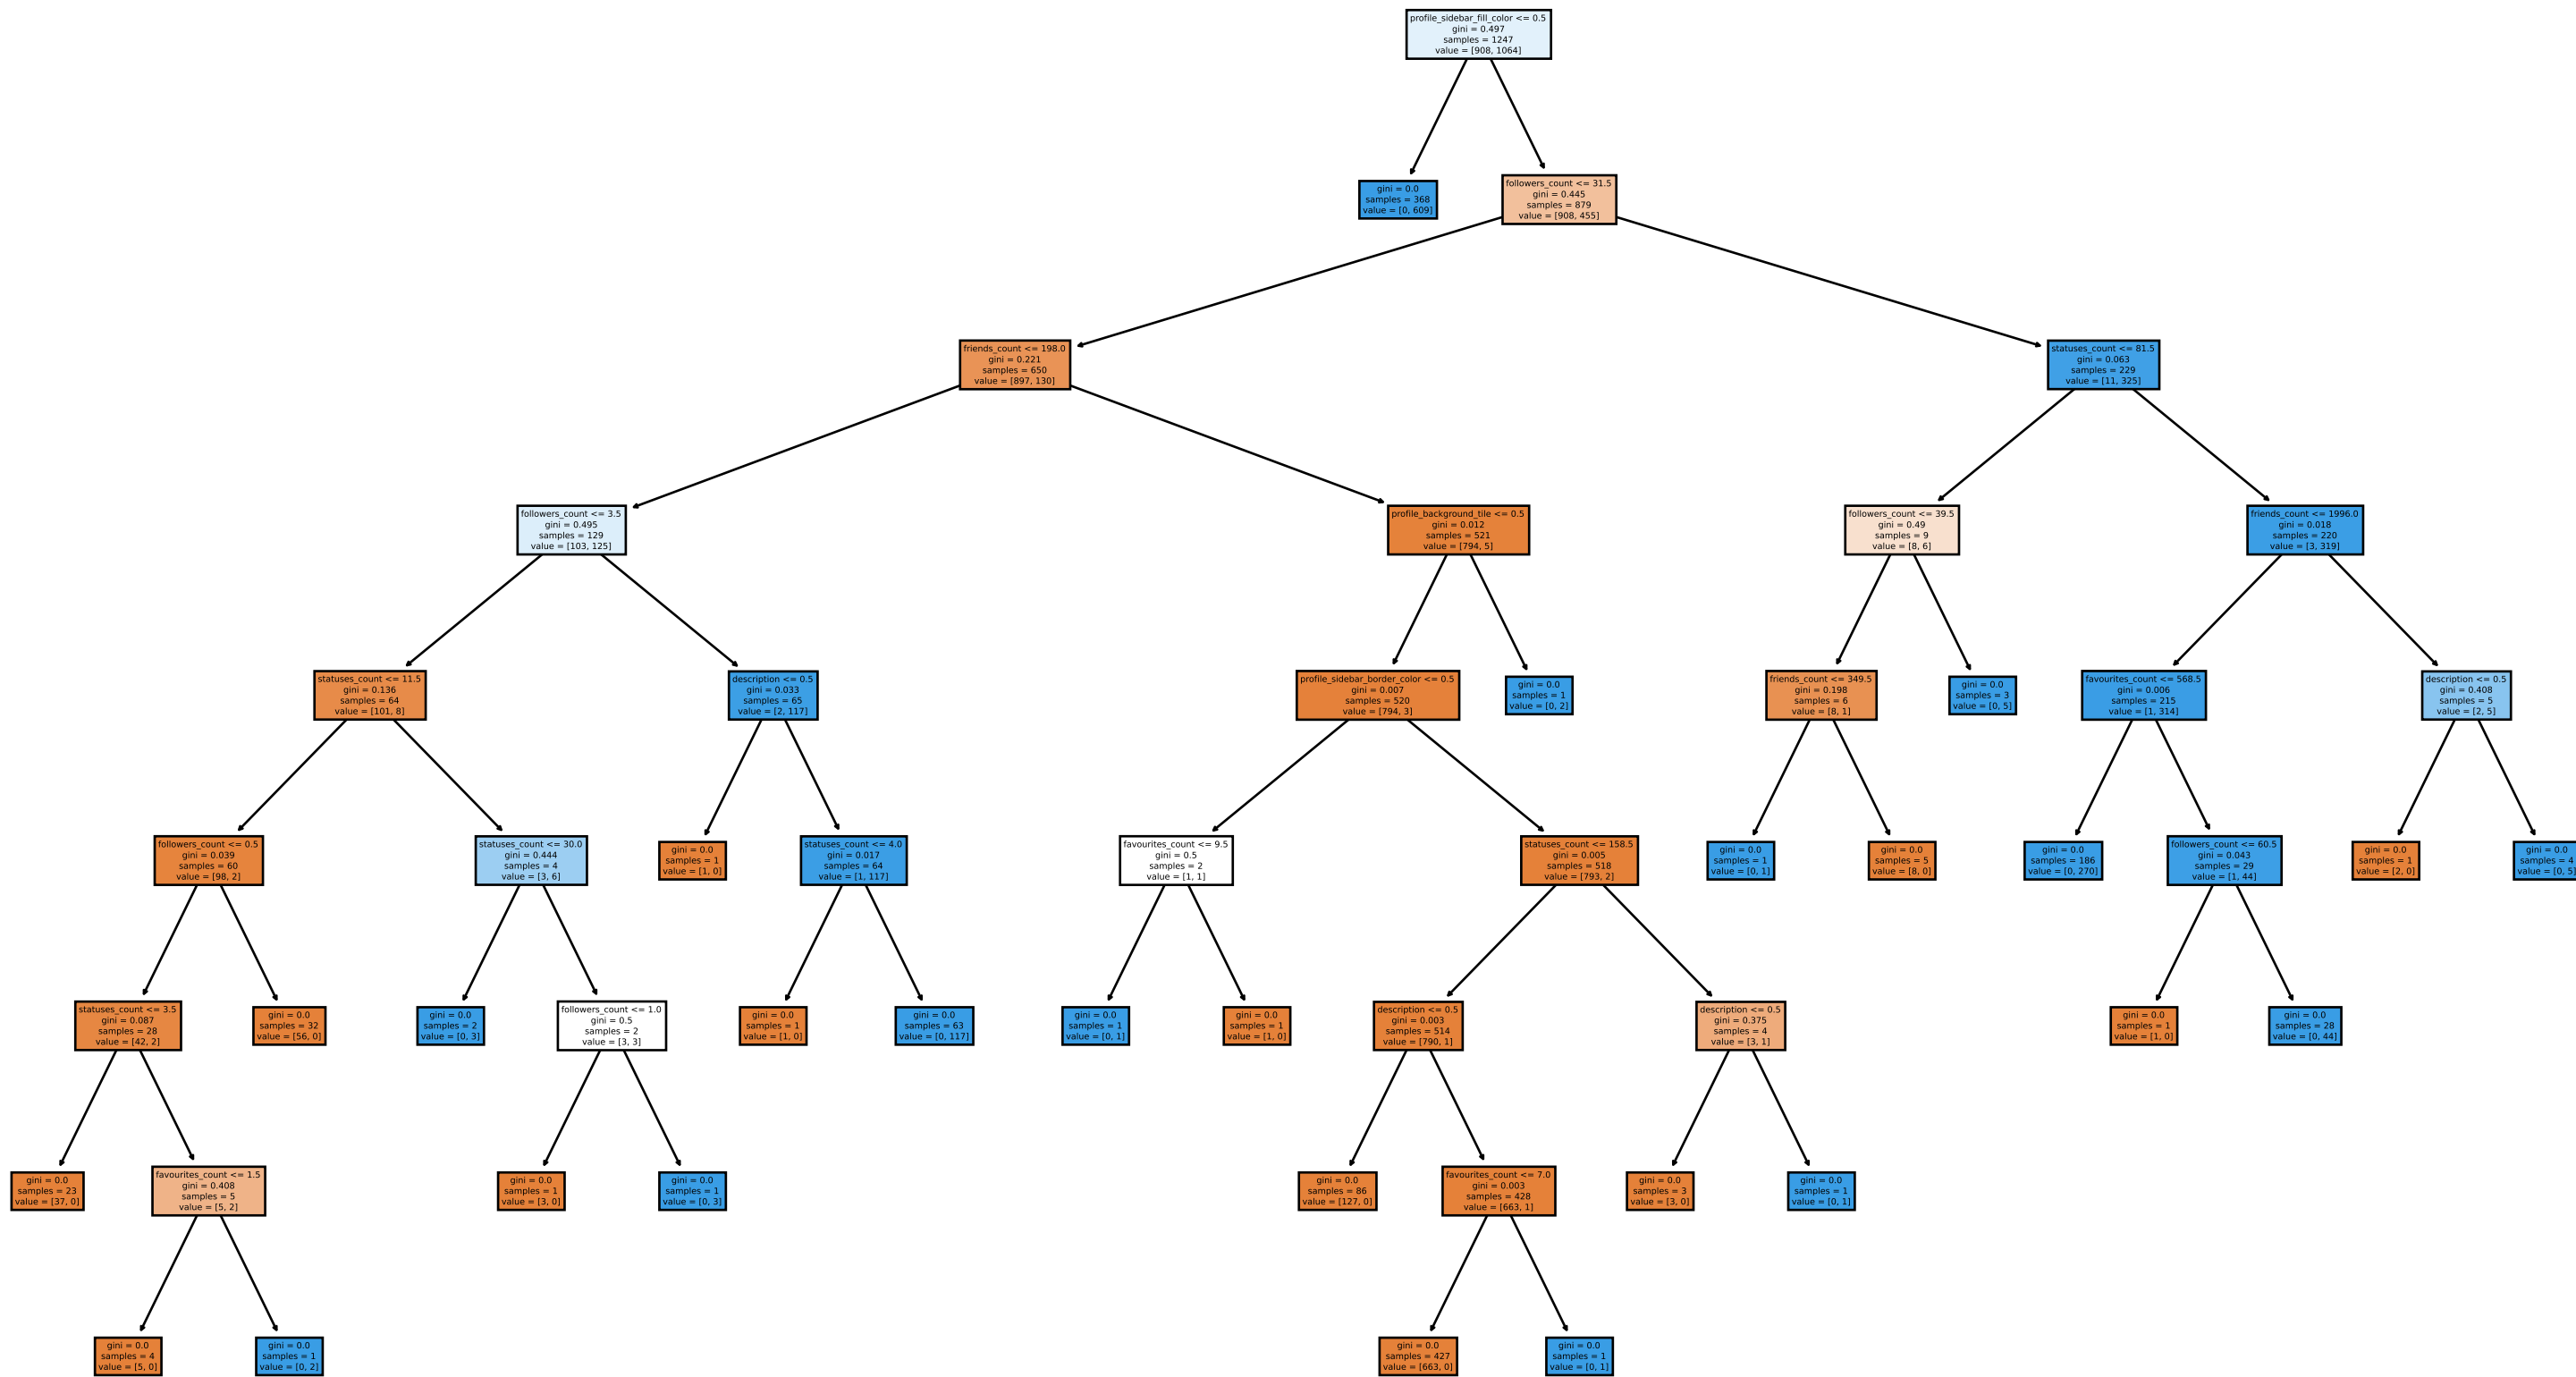 profile_sidebar_fill_color <= 0.5
gini = 0.497
samples = 1247
value = [908, 1064]
gini = 0.0
samples = 368
value = [0, 609]
followers_count <= 31.5
gini = 0.445
samples = 879
value = [908, 455]
friends_count <= 198.0
gini = 0.221
samples = 650
value = [897, 130]
statuses_count <= 81.5
gini = 0.063
samples = 229
value = [11, 325]
followers_count <= 3.5
gini = 0.495
samples = 129
value = [103, 125]
profile_background_tile <= 0.5
gini = 0.012
samples = 521
value = [794, 5]
followers_count <= 39.5
gini = 0.49
samples = 9
value = [8, 6]
friends_count <= 1996.0
gini = 0.018
samples = 220
value = [3, 319]
statuses_count <= 11.5
gini = 0.136
samples = 64
value = [101, 8]
description <= 0.5
gini = 0.033
samples = 65
value = [2, 117]
profile_sidebar_border_color <= 0.5
gini = 0.007
samples = 520
value = [794, 3]
gini = 0.0
samples = 1
value = [0, 2]
friends_count <= 349.5
gini = 0.198
samples = 6
value = [8, 1]
gini = 0.0
samples = 3
value = [0, 5]
favourites_count <= 568.5
gini = 0.006
samples = 215
value = [1, 314]
description <= 0.5
gini = 0.408
samples = 5
value = [2, 5]
followers_count <= 0.5
gini = 0.039
samples = 60
value = [98, 2]
statuses_count <= 30.0
gini = 0.444
samples = 4
value = [3, 6]
gini = 0.0
samples = 1
value = [1, 0]
statuses_count <= 4.0
gini = 0.017
samples = 64
value = [1, 117]
favourites_count <= 9.5
gini = 0.5
samples = 2
value = [1, 1]
statuses_count <= 158.5
gini = 0.005
samples = 518
value = [793, 2]
gini = 0.0
samples = 1
value = [0, 1]
gini = 0.0
samples = 5
value = [8, 0]
gini = 0.0
samples = 186
value = [0, 270]
followers_count <= 60.5
gini = 0.043
samples = 29
value = [1, 44]
gini = 0.0
samples = 1
value = [2, 0]
gini = 0.0
samples = 4
value = [0, 5]
statuses_count <= 3.5
gini = 0.087
samples = 28
value = [42, 2]
gini = 0.0
samples = 32
value = [56, 0]
gini = 0.0
samples = 2
value = [0, 3]
followers_count <= 1.0
gini = 0.5
samples = 2
value = [3, 3]
gini = 0.0
samples = 1
value = [1, 0]
gini = 0.0
samples = 63
value = [0, 117]
gini = 0.0
samples = 1
value = [0, 1]
gini = 0.0
samples = 1
value = [1, 0]
description <= 0.5
gini = 0.003
samples = 514
value = [790, 1]
description <= 0.5
gini = 0.375
samples = 4
value = [3, 1]
gini = 0.0
samples = 1
value = [1, 0]
gini = 0.0
samples = 28
value = [0, 44]
gini = 0.0
samples = 23
value = [37, 0]
favourites_count <= 1.5
gini = 0.408
samples = 5
value = [5, 2]
gini = 0.0
samples = 1
value = [3, 0]
gini = 0.0
samples = 1
value = [0, 3]
gini = 0.0
samples = 86
value = [127, 0]
favourites_count <= 7.0
gini = 0.003
samples = 428
value = [663, 1]
gini = 0.0
samples = 3
value = [3, 0]
gini = 0.0
samples = 1
value = [0, 1]
gini = 0.0
samples = 4
value = [5, 0]
gini = 0.0
samples = 1
value = [0, 2]
gini = 0.0
samples = 427
value = [663, 0]
gini = 0.0
samples = 1
value = [0, 1]